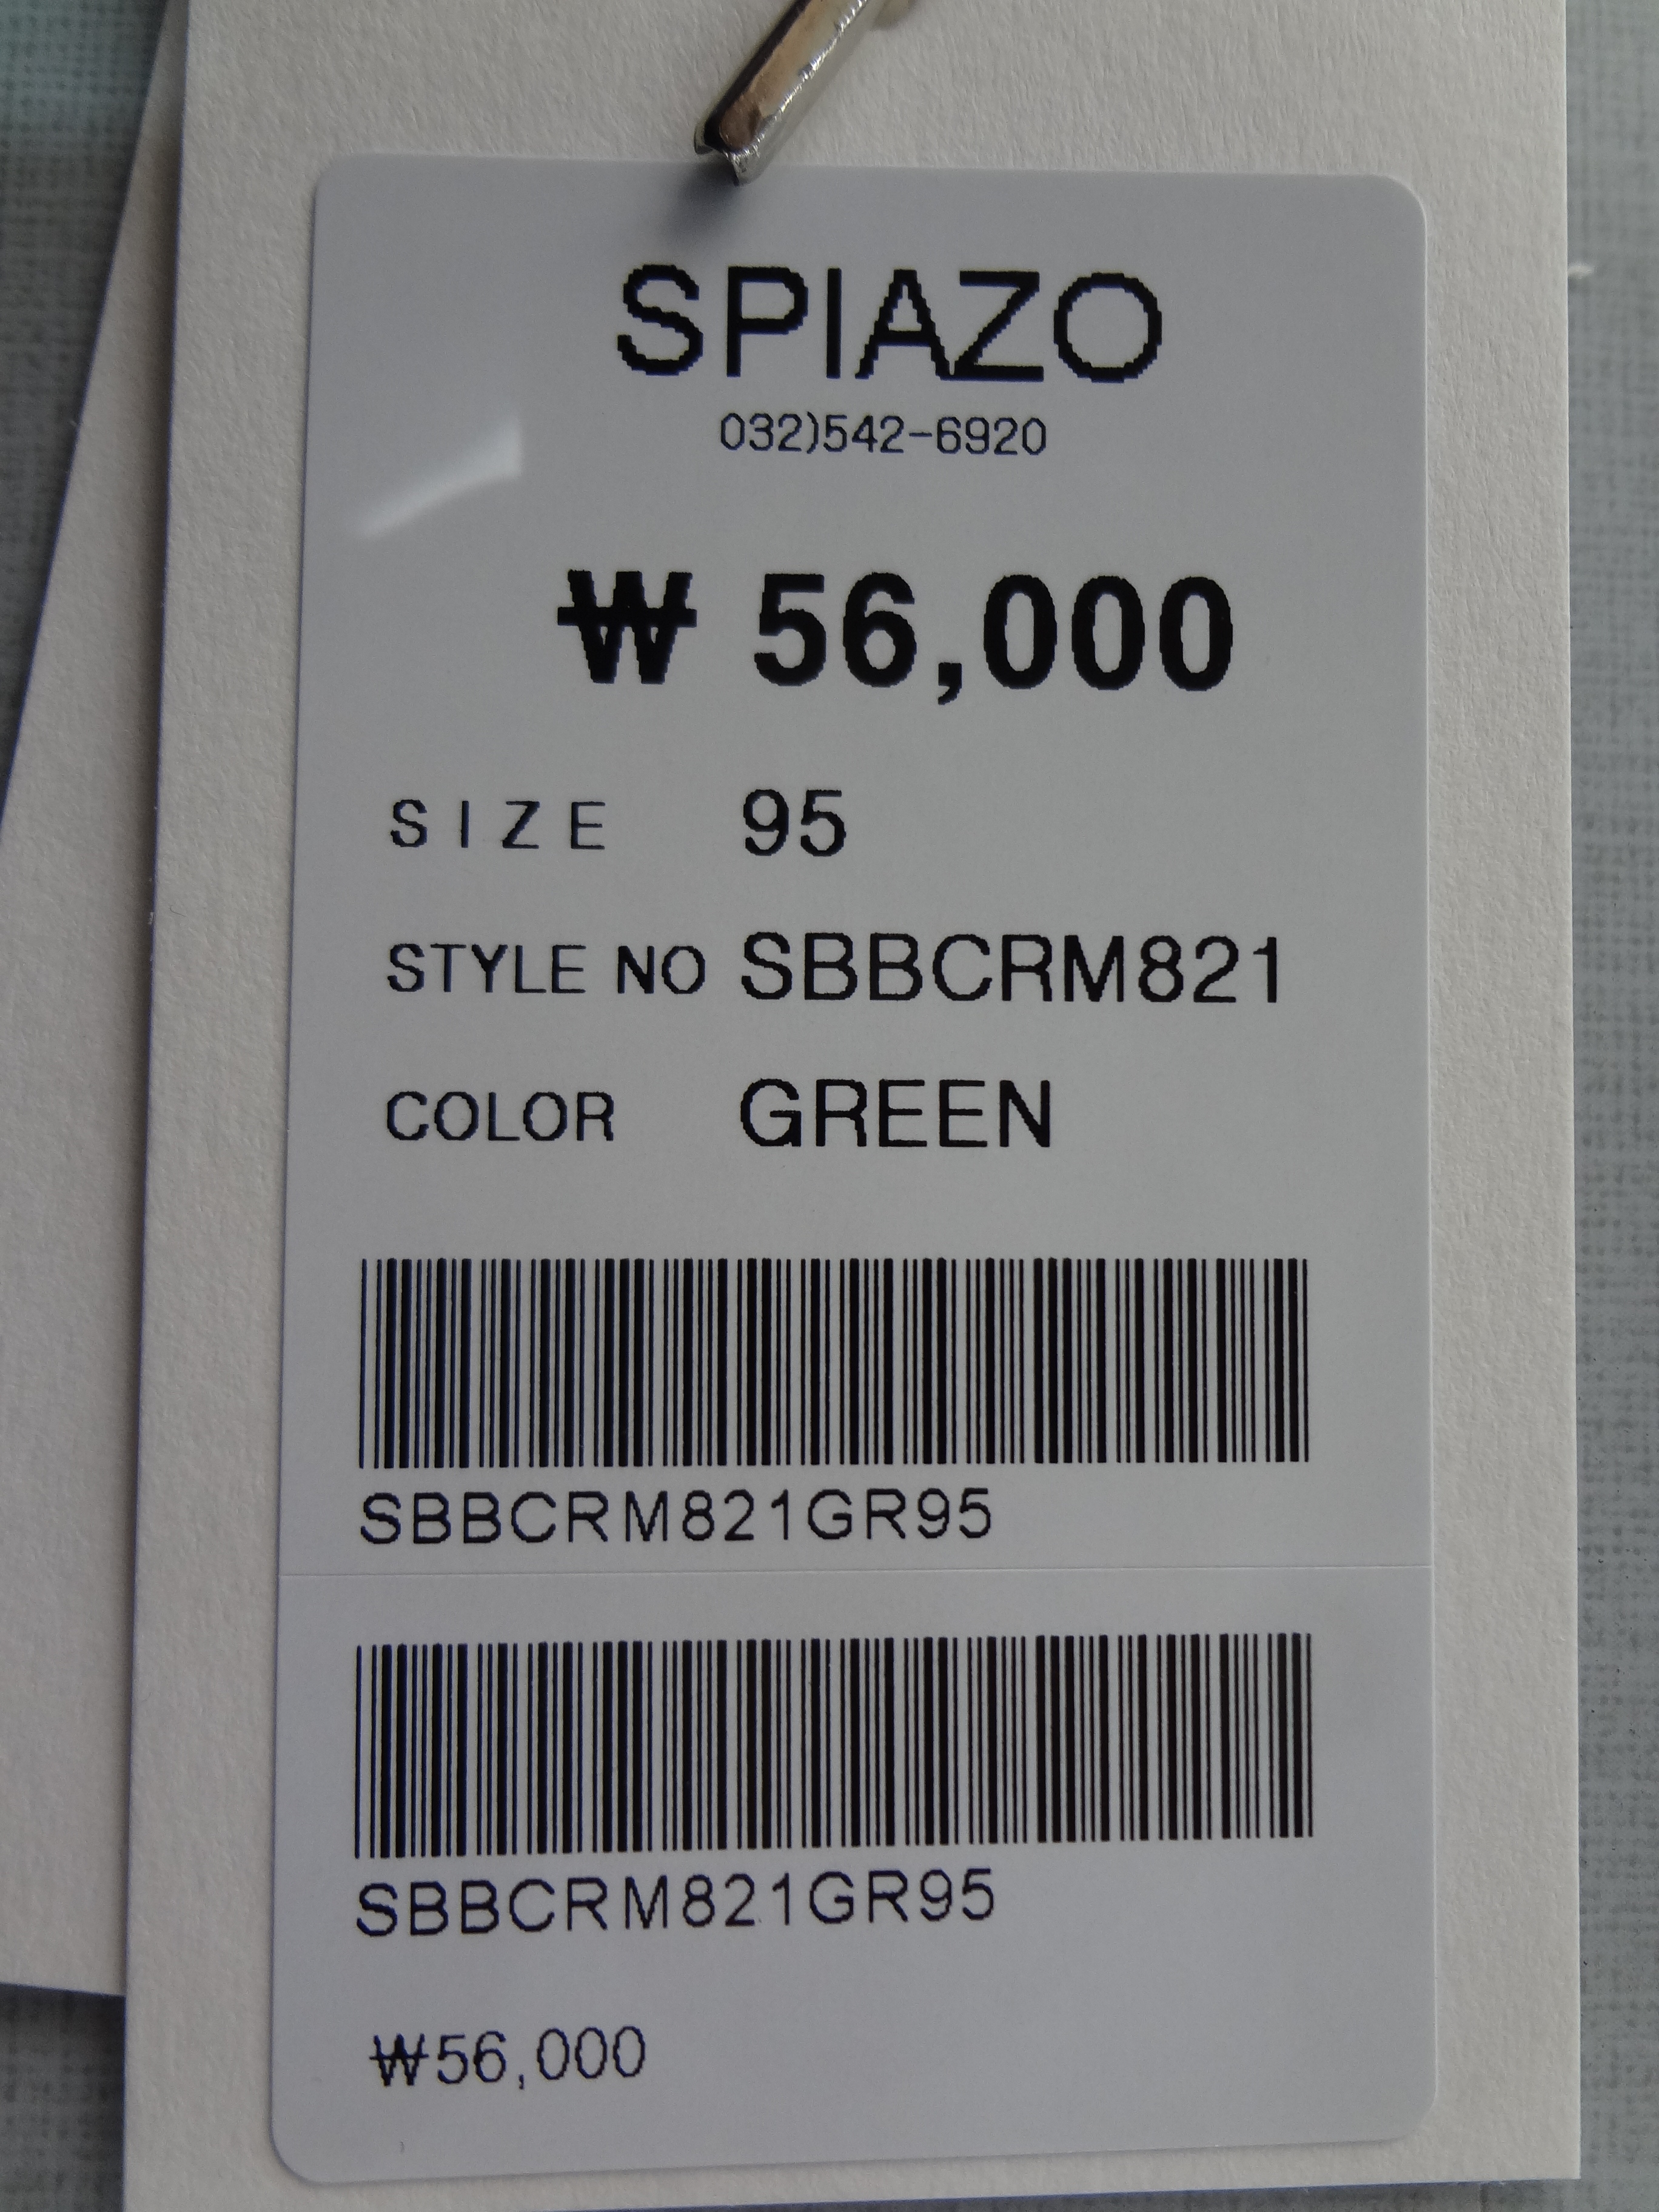 SPIAZO
032)542-6920
₩ 56,000
SIZE 95
STYLE NO SBBCRM821
COLOR GREEN
SBBCRM821GR95
SBBCRM821GR95
₩56,000